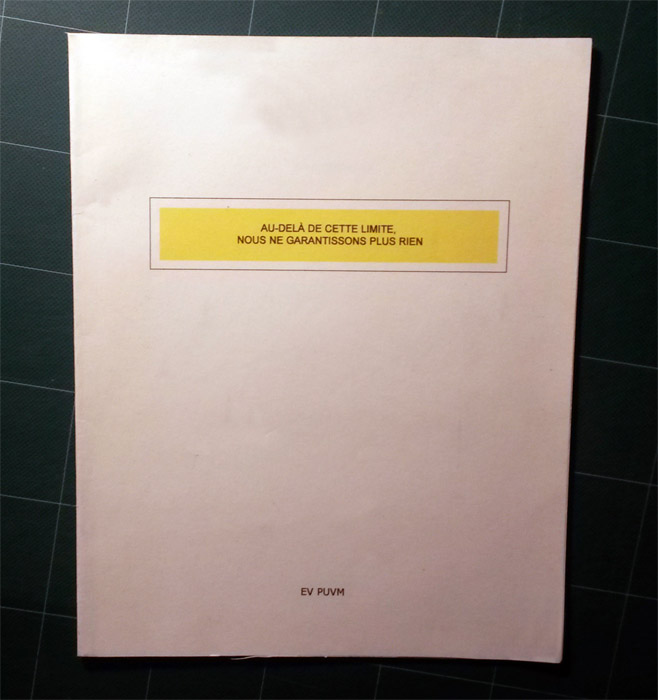 AU-DELÀ DE CETTE LIMITE,
NOUS NE GARANTISSONS PLUS RIEN
EV PUVM